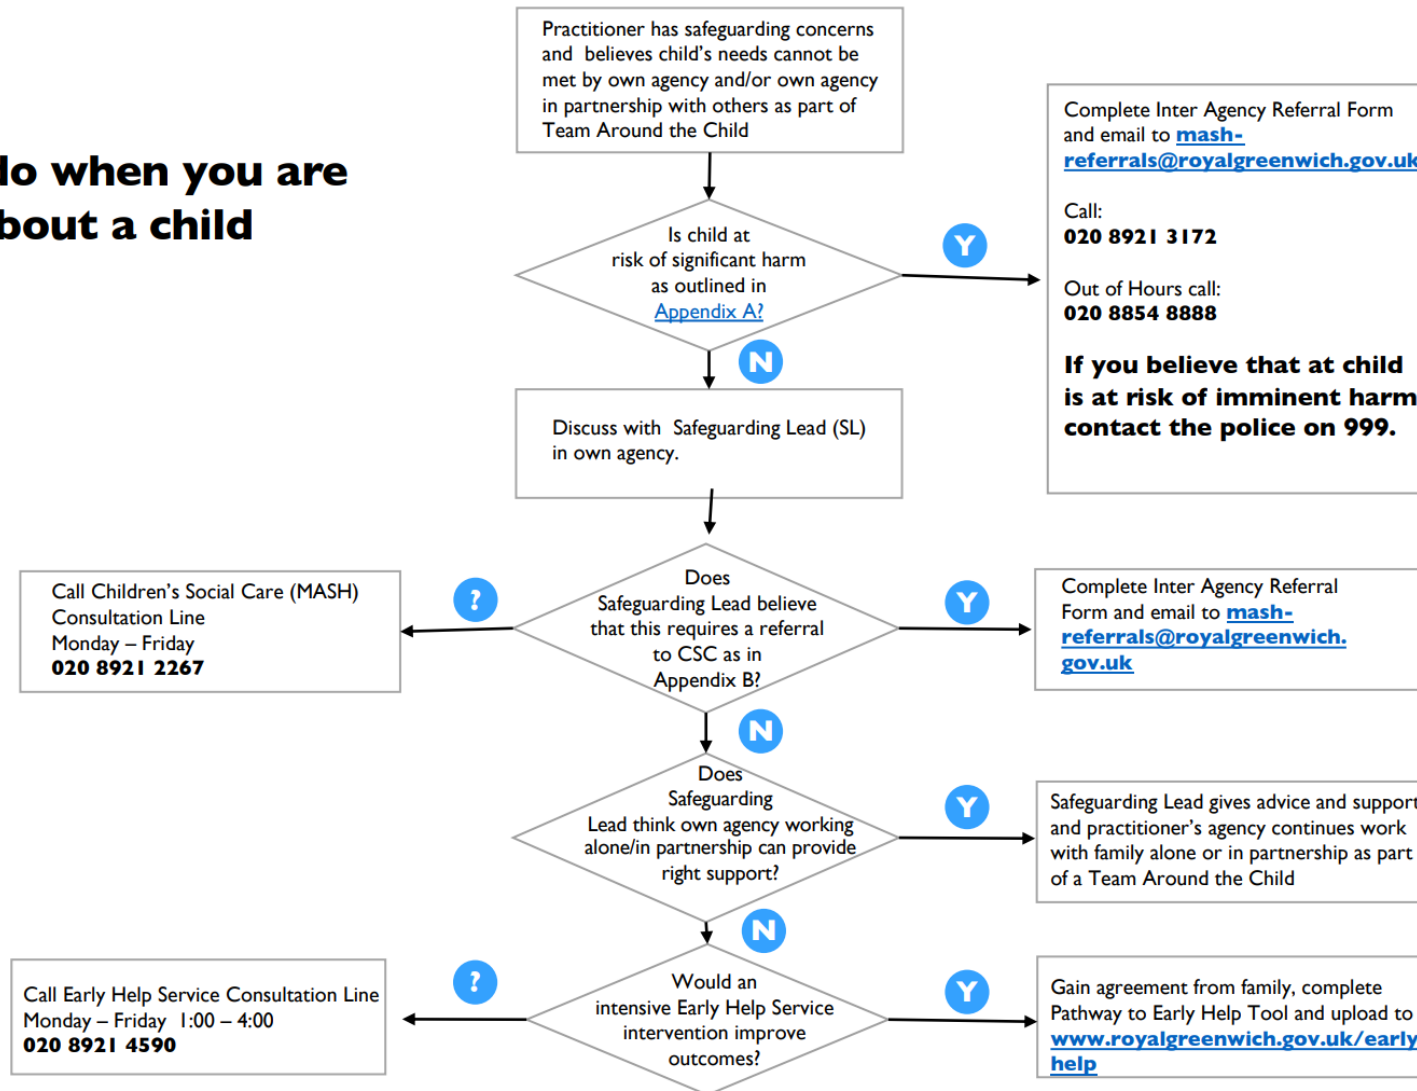 do when you are
bout a child
Practitioner has safeguarding concerns
and believes child's needs cannot be
met by own agency and/or own agency
in partnership with others as part of
Team Around the Child
Is child at
risk of significant harm
as outlined in
Appendix A?
Y
Complete Inter Agency Referral Form
and email to mash-
referrals@royalgreenwich.gov.uk
Call:
020 8921 3172
Out of Hours call:
020 8854 8888
If you believe that at child
is at risk of imminent harm
contact the police on 999.
N
Discuss with Safeguarding Lead (SL)
in own agency.
Does
Safeguarding Lead believe
that this requires a referral
to CSC as in
Appendix B?
?
Call Children's Social Care (MASH)
Consultation Line
Monday – Friday
020 8921 2267
Y
Complete Inter Agency Referral
Form and email to mash-
referrals@royalgreenwich.
gov.uk
N
Does
Safeguarding
Lead think own agency working
alone/in partnership can provide
right support?
Y
Safeguarding Lead gives advice and support
and practitioner's agency continues work
with family alone or in partnership as part
of a Team Around the Child
N
Would an
intensive Early Help Service
intervention improve
outcomes?
?
Call Early Help Service Consultation Line
Monday – Friday 1:00 – 4:00
020 8921 4590
Y
Gain agreement from family, complete
Pathway to Early Help Tool and upload to
www.royalgreenwich.gov.uk/early
help